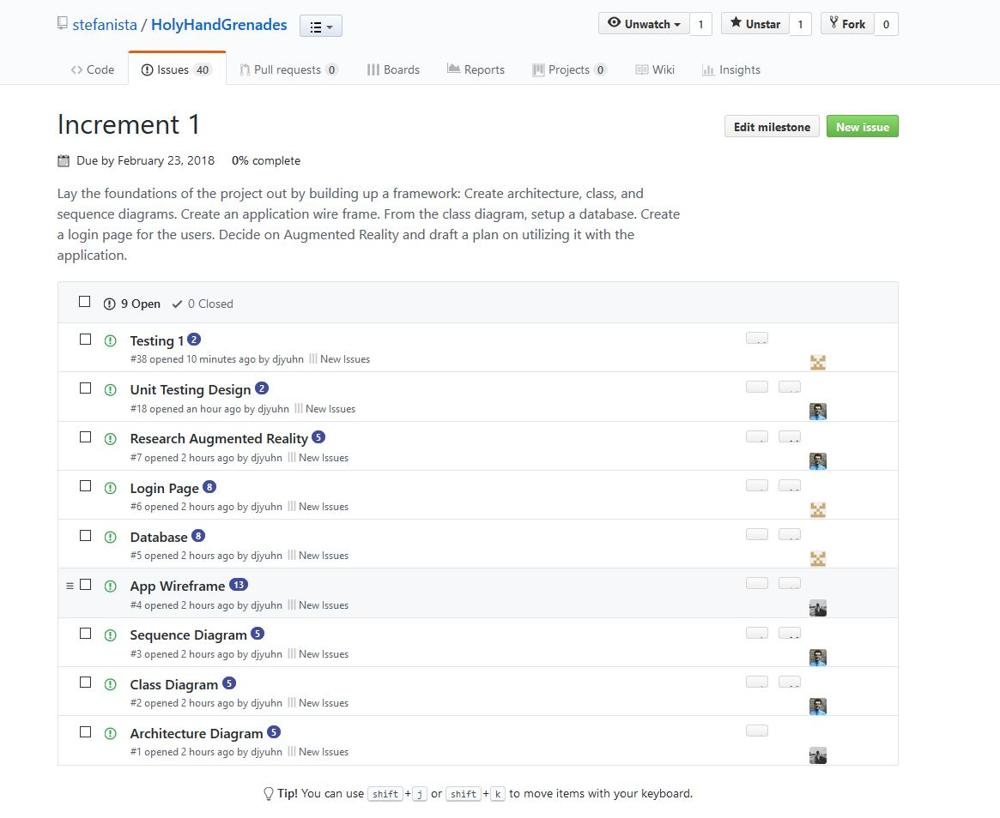 stefanista / HolyHandGrenades
Unwatch 1 Unstar 1 Fork 0
Code Issues 40 Pull requests 0 Boards Reports Projects 0 Wiki Insights
Increment 1
Edit milestone New issue
Due by February 23, 2018 0% complete
Lay the foundations of the project out by building up a framework: Create architecture, class, and
sequence diagrams. Create an application wire frame. From the class diagram, setup a database. Create
a login page for the users. Decide on Augmented Reality and draft a plan on utilizing it with the
application.
9 Open 0 Closed
Testing 1 2
#38 opened 10 minutes ago by djyuhn New Issues
Unit Testing Design 2
#18 opened an hour ago by djyuhn New Issues
Research Augmented Reality 5
#7 opened 2 hours ago by djyuhn New Issues
Login Page 8
#6 opened 2 hours ago by djyuhn New Issues
Database 8
#5 opened 2 hours ago by djyuhn New Issues
App Wireframe 13
#4 opened 2 hours ago by djyuhn New Issues
Sequence Diagram 5
#3 opened 2 hours ago by djyuhn New Issues
Class Diagram 5
#2 opened 2 hours ago by djyuhn New Issues
Architecture Diagram 5
#1 opened 2 hours ago by djyuhn New Issues
Tip! You can use shift + j or shift + k to move items with your keyboard.